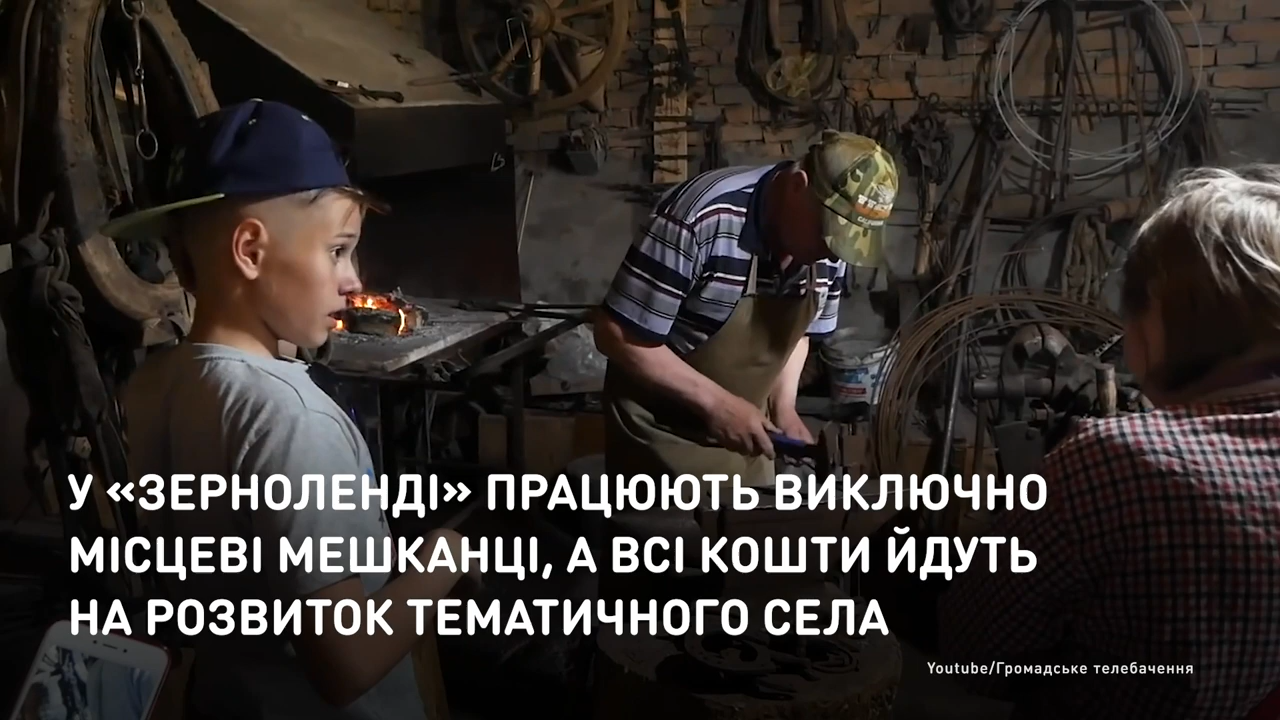 У «ЗЕРНОЛЕНДІ» ПРАЦЮЮТЬ ВИКЛЮЧНО
МІСЦЕВІ МЕШКАНЦІ, А ВСІ КОШТИ ЙДУТЬ
НА РОЗВИТОК ТЕМАТИЧНОГО СЕЛА
Youtube/Громадське телебачення